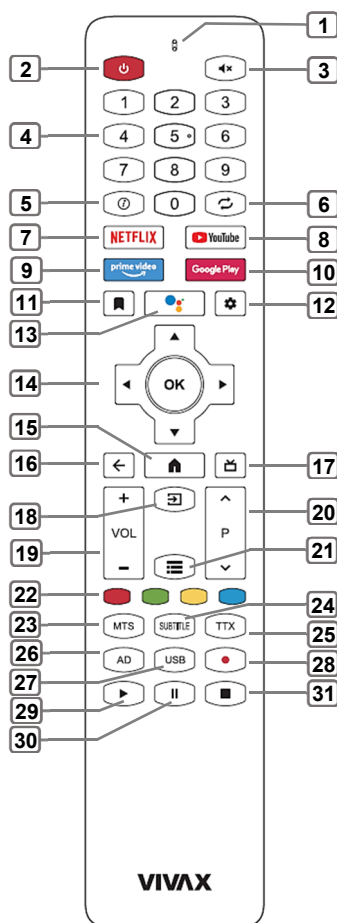 1
2
3
1 2 3
4 4 5 6
7 8 9
5 i 0 6
7 NETFLIX YouTube 8
9 prime video Google Play 10
11 12
13
14 OK
15
16 17
18
+ 20
VOL P
19 21
−
22
24
23 MTS SUBTITLE TTX 25
26 AD USB 28
27
29 31
30
VIVAX